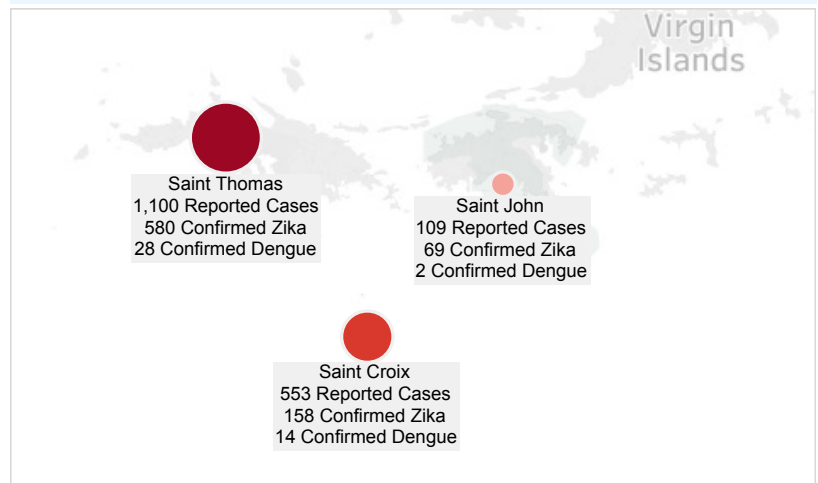 Virgin
Islands
Saint Thomas
1,100 Reported Cases
580 Confirmed Zika
28 Confirmed Dengue
Saint John
109 Reported Cases
69 Confirmed Zika
2 Confirmed Dengue
Saint Croix
553 Reported Cases
158 Confirmed Zika
14 Confirmed Dengue